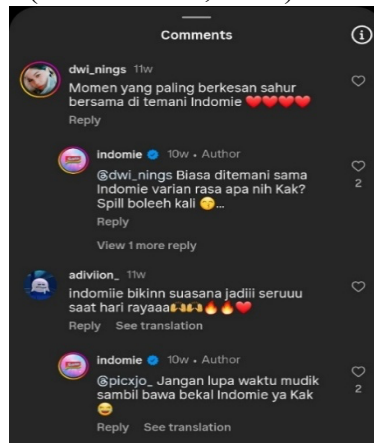 Comments
dwi_nings 11w
Momen yang paling berkesan sahur
bersama di temani Indomie ❤️❤️❤️❤️
Reply
indomie 10w • Author
@dwi_nings Biasa ditemani sama
Indomie varian rasa apa nih Kak?
Spill boleeh kali 😚...
2
Reply
View 1 more reply
adiviion_ 11w
indomiie bikinn suasana jadiii seruuu
saat hari rayaaa🙌🙌🔥🔥❤️
Reply See translation
indomie 10w • Author
@picxjo_ Jangan lupa waktu mudik
sambil bawa bekal Indomie ya Kak
😂
2
Reply See translation